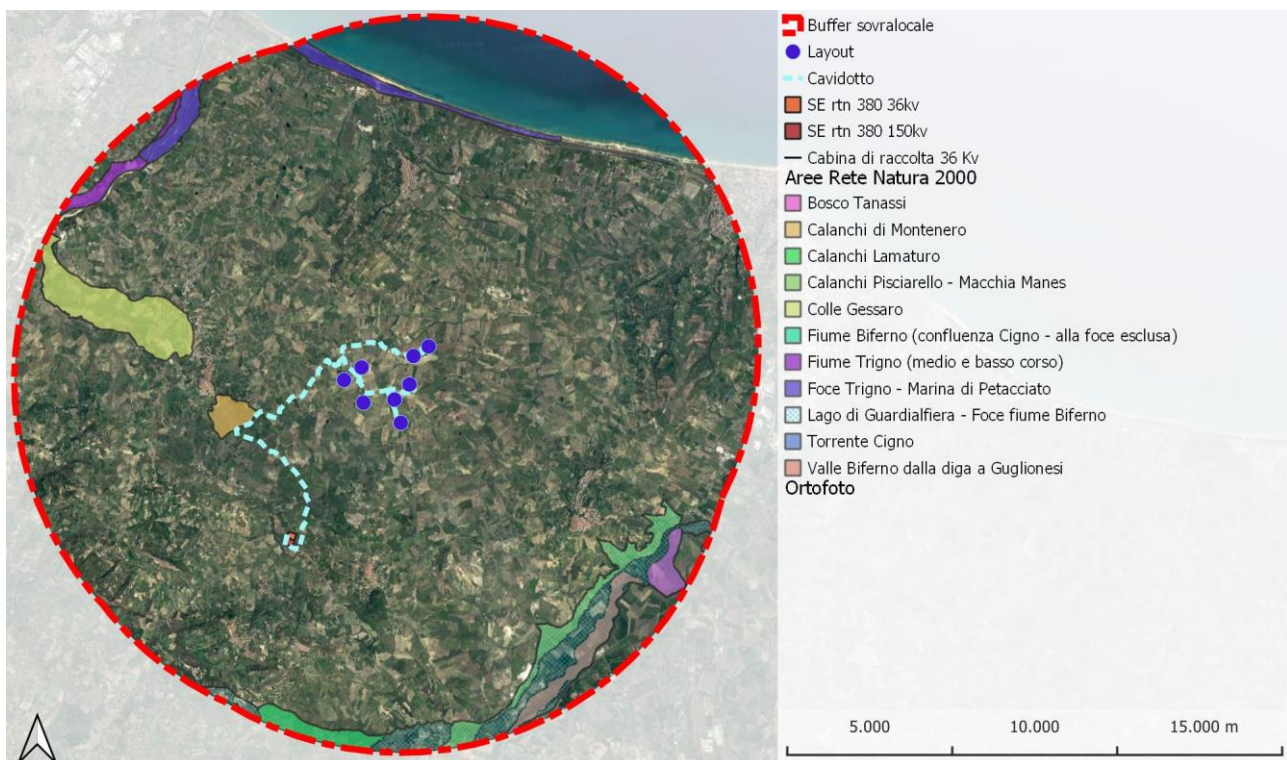 Buffer sovralocale
Layout
Cavidotto
SE rtn 380 36kv
SE rtn 380 150kv
Cabina di raccolta 36 Kv
Aree Rete Natura 2000
Bosco Tanassi
Calanchi di Montenero
Calanchi Lamaturo
Calanchi Pisciarello - Macchia Manes
Colle Gessaro
Fiume Biferno (confluenza Cigno - alla foce esclusa)
Fiume Trigno (medio e basso corso)
Foce Trigno - Marina di Petacciato
Lago di Guardialfiera - Foce fiume Biferno
Torrente Cigno
Valle Biferno dalla diga a Guglionesi
Ortofoto
5.000 10.000 15.000 m